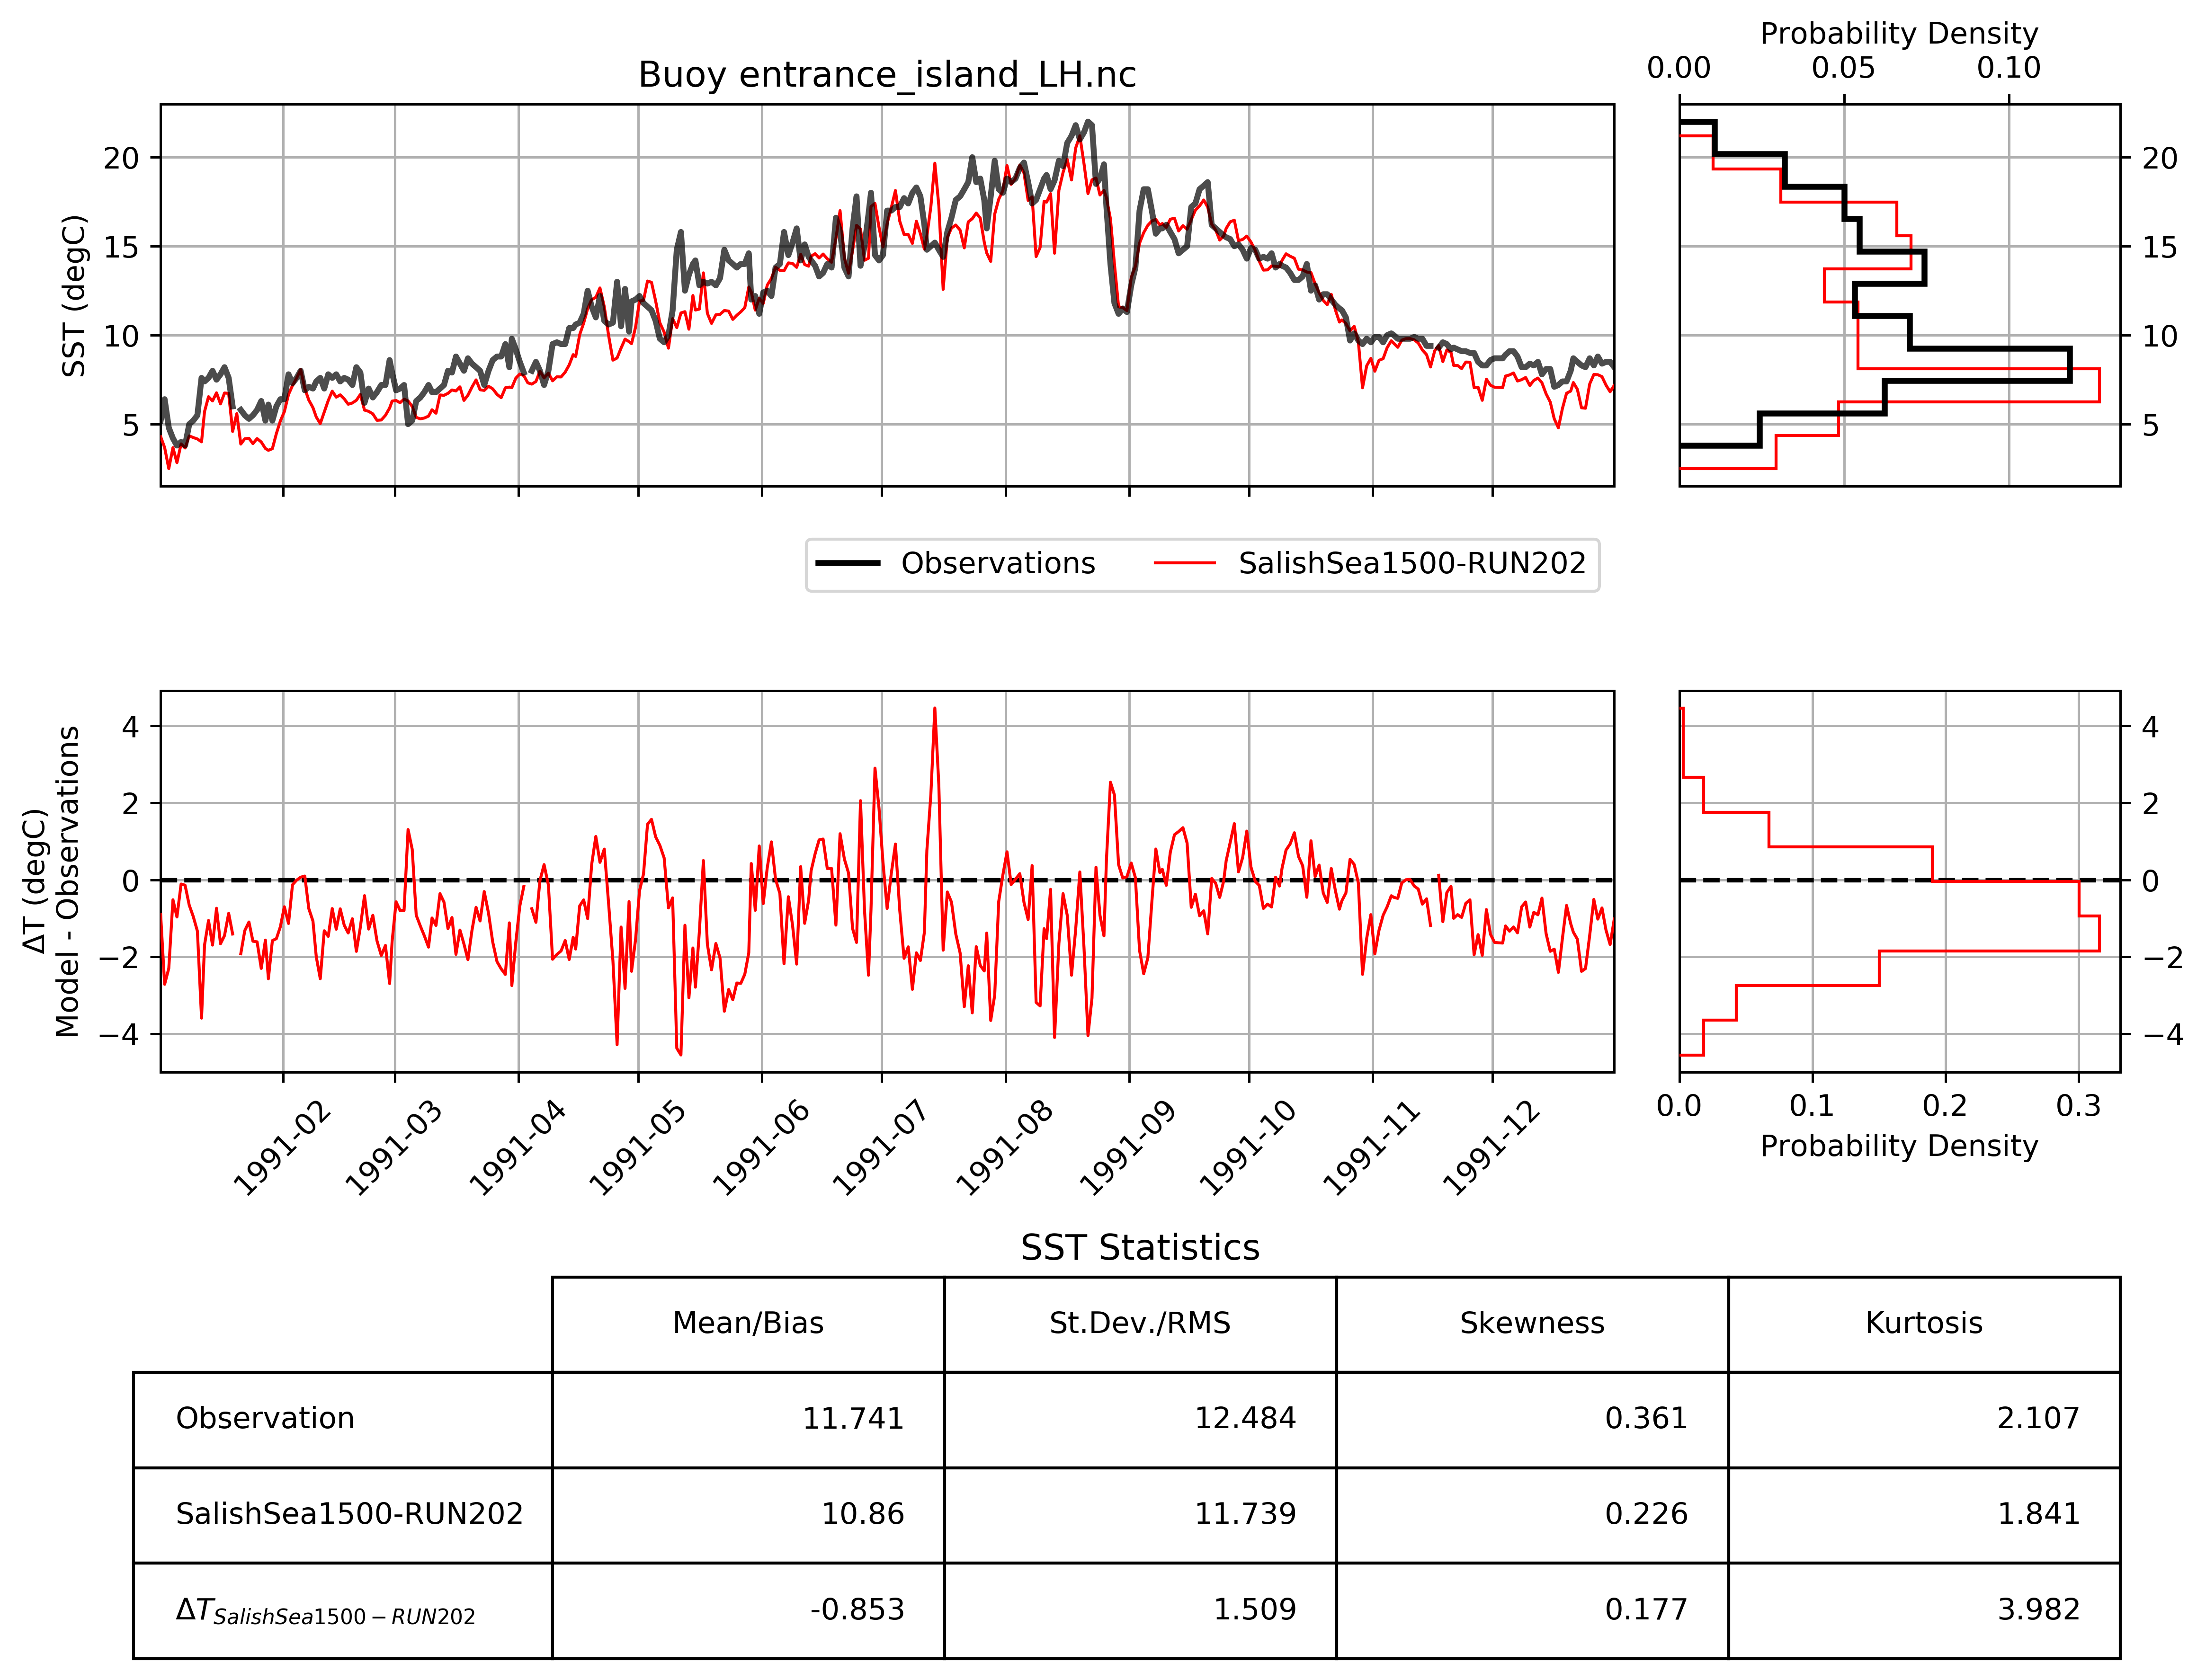 Probability Density
0.00 0.05 0.10
Buoy entrance_island_LH.nc
SST (degC)
20
15
10
5
20
15
10
5
Observations SalishSea1500-RUN202
ΔT (degC)
Model - Observations
4
2
0
−2
−4
4
2
0
−2
−4
1991-02 1991-03 1991-04 1991-05 1991-06 1991-07 1991-08 1991-09 1991-10 1991-11 1991-12
0.0 0.1 0.2 0.3
Probability Density
SST Statistics
Mean/Bias St.Dev./RMS Skewness Kurtosis
Observation 11.741 12.484 0.361 2.107
SalishSea1500-RUN202 10.86 11.739 0.226 1.841
ΔT SalishSea1500−RUN202 -0.853 1.509 0.177 3.982